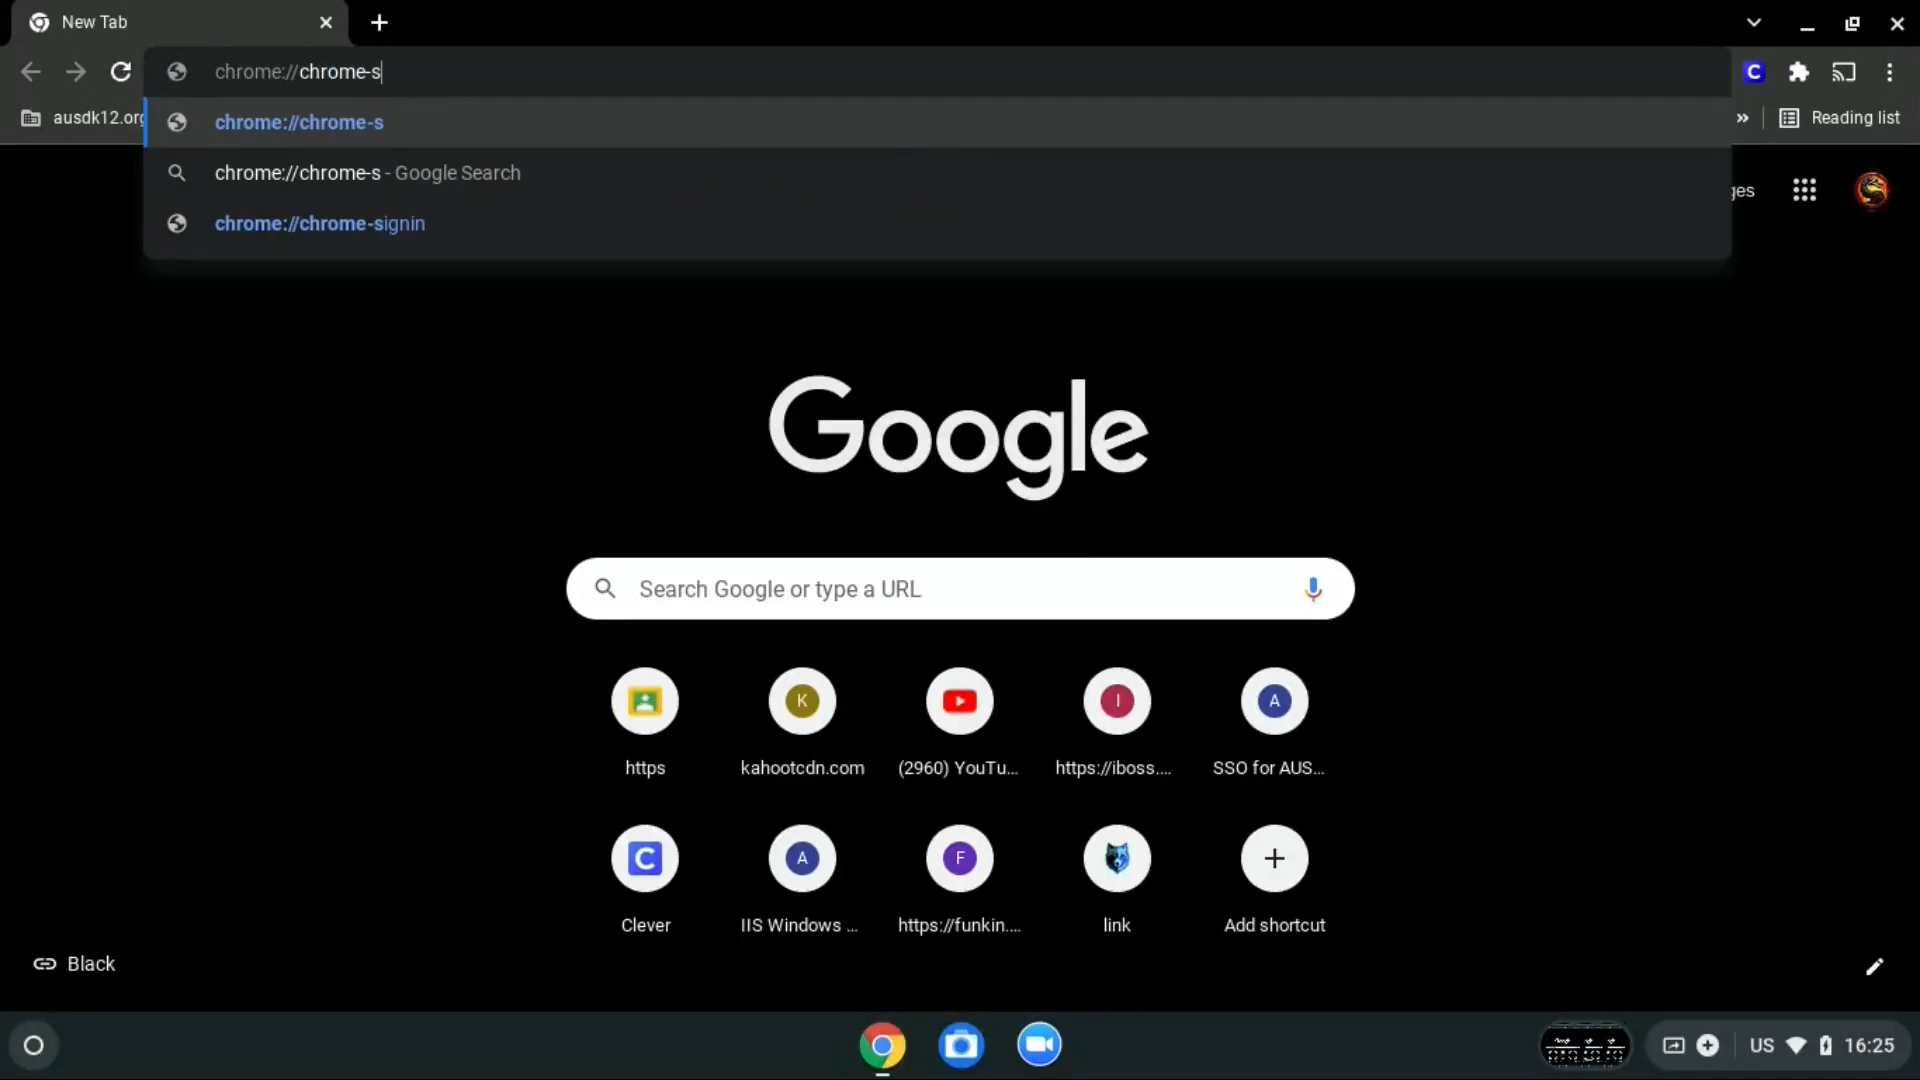 New Tab
chrome://chrome-s
ausdk12.org
chrome://chrome-s
Reading list
chrome://chrome-s - Google Search
ges
chrome://chrome-signin
Google
Search Google or type a URL
https
K
kahootcdn.com
(2960) YouTu...
I
https://iboss....
A
SSO for AUS...
C
Clever
A
IIS Windows ...
F
https://funkin....
link
Add shortcut
Black
US
16:25